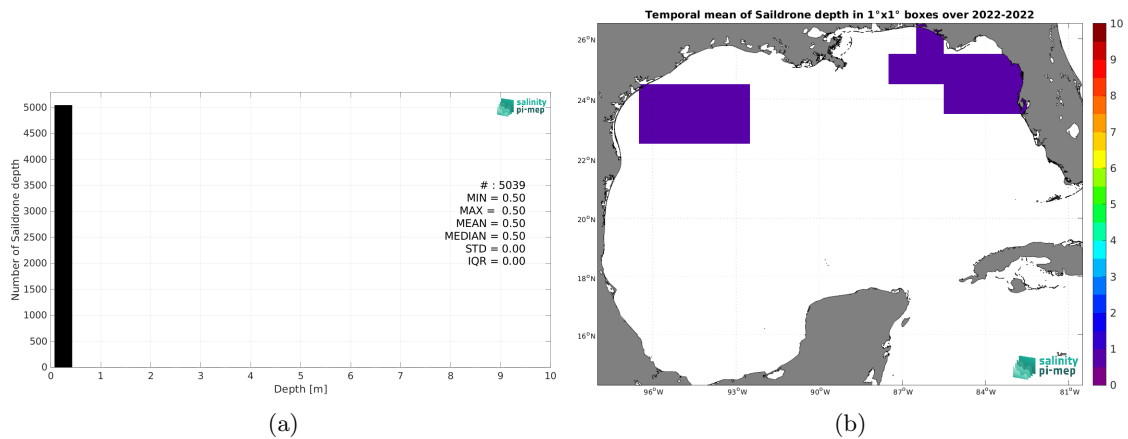 5000
4500
4000
3500
3000
2500
2000
1500
1000
500
0
Number of Saildrone depth
salinity
pi-mep
# : 5039
MIN = 0.50
MAX = 0.50
MEAN = 0.50
MEDIAN = 0.50
STD = 0.00
IQR = 0.00
0 1 2 3 4 5 6 7 8 9 10
Depth [m]
(a)
Temporal mean of Saildrone depth in 1°x1° boxes over 2022-2022
26°N
24°N
22°N
20°N
18°N
16°N
96°W 93°W 90°W 87°W 84°W 81°W
salinity
pi-mep
10
9
8
7
6
5
4
3
2
1
0
(b)